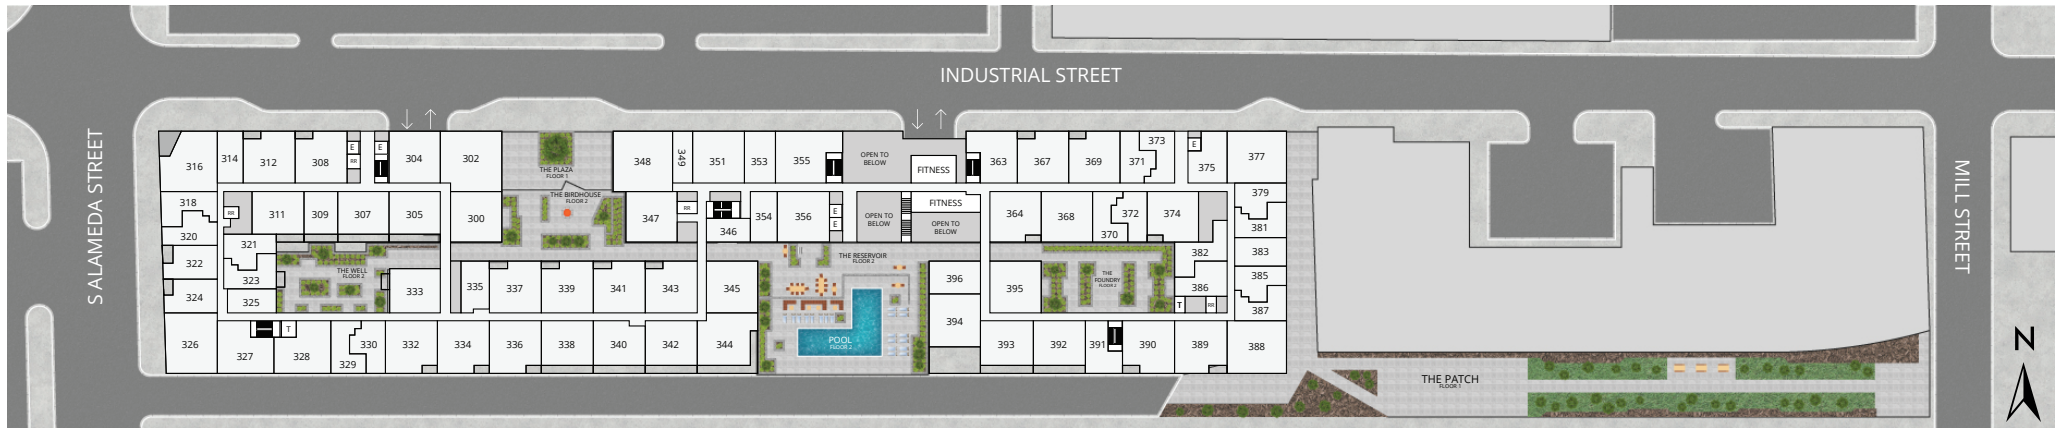 INDUSTRIAL STREET
S ALAMEDA STREET
MILL STREET
316
314
312
308
E
RR
E
304
302
THE PLAZA
FLOOR 1
348
349
351
353
355
OPEN TO
BELOW
FITNESS
363
367
369
371
373
E
375
377
318
320
RR
311
309
307
305
300
THE BIRDHOUSE
FLOOR 2
347
RR
346
354
356
E
E
OPEN TO
BELOW
FITNESS
OPEN TO
BELOW
364
368
370
372
374
379
381
322
321
323
THE WELL
FLOOR 2
THE RESERVOIR
FLOOR 2
382
383
324
325
333
335
337
339
341
343
345
396
395
THE
FOUNDRY
FLOOR 2
386
T
RR
385
387
326
327
T
328
329
330
332
334
336
338
340
342
344
POOL
FLOOR 2
394
393
392
391
390
389
388
THE PATCH
FLOOR 1
N